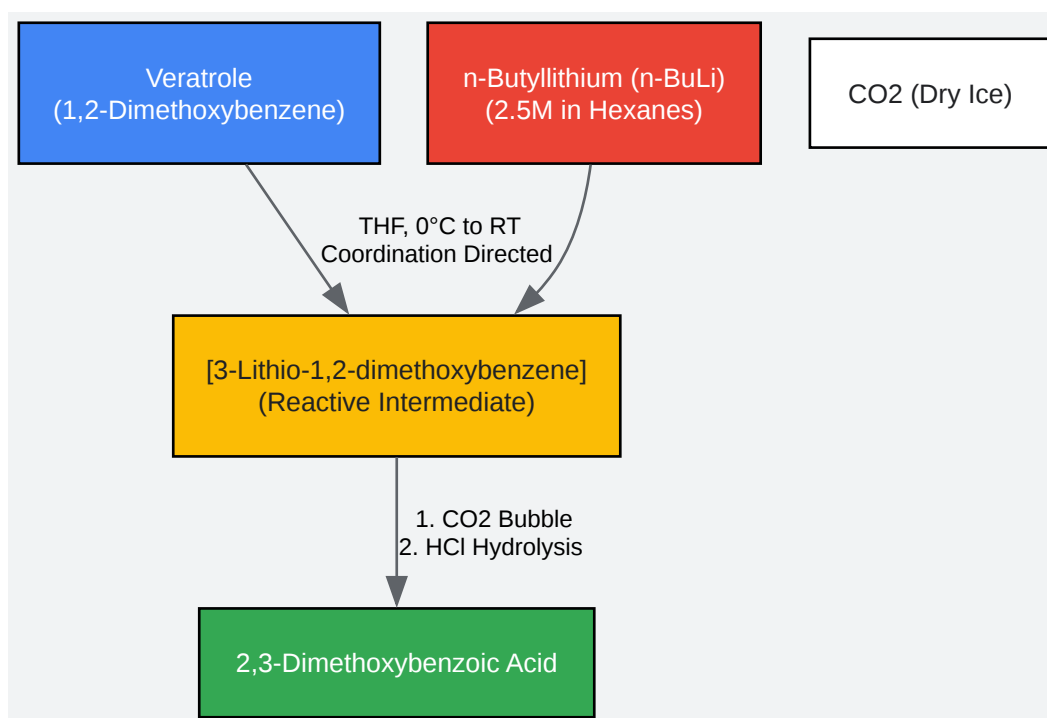 Veratrole
(1,2-Dimethoxybenzene)
n-Butyllithium (n-BuLi)
(2.5M in Hexanes)
CO2 (Dry Ice)
THF, 0°C to RT
Coordination Directed
[3-Lithio-1,2-dimethoxybenzene]
(Reactive Intermediate)
1. CO2 Bubble
2. HCl Hydrolysis
2,3-Dimethoxybenzoic Acid